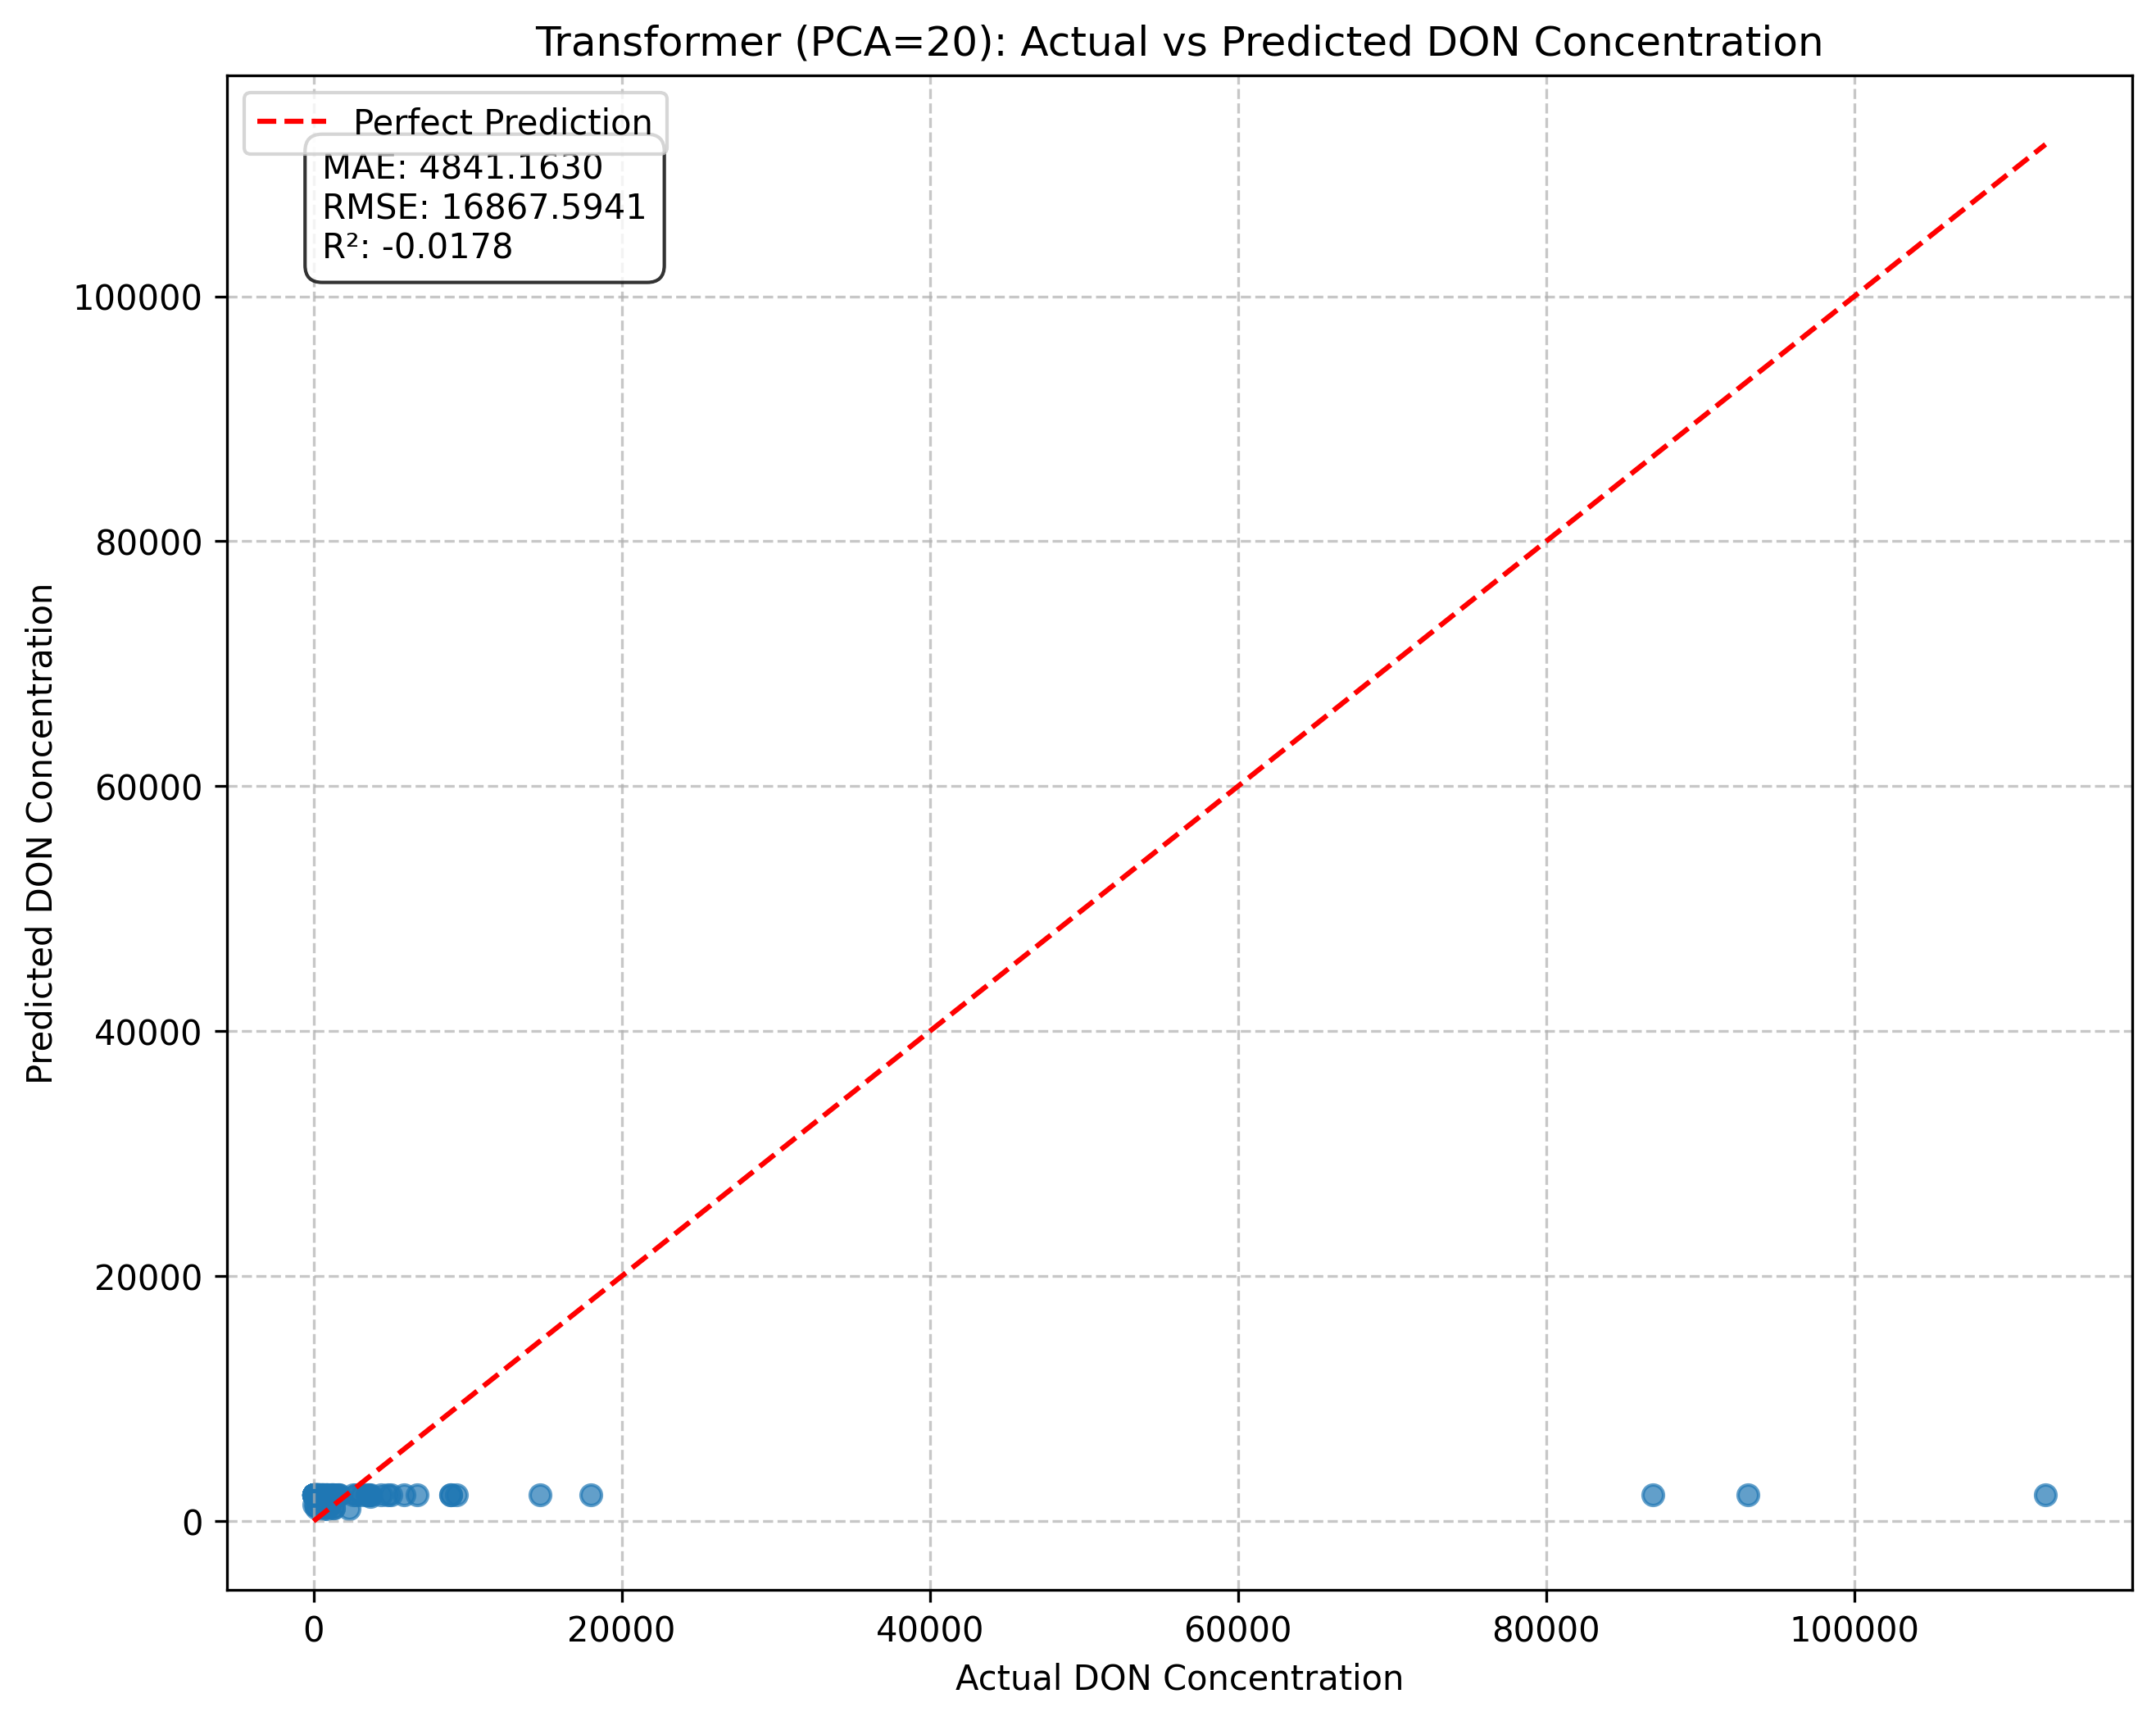 Transformer (PCA=20): Actual vs Predicted DON Concentration
Perfect Prediction
MAE: 4841.1630
RMSE: 16867.5941
R²: -0.0178
100000
80000
60000
40000
20000
0
Predicted DON Concentration
0
20000
40000
60000
80000
100000
Actual DON Concentration